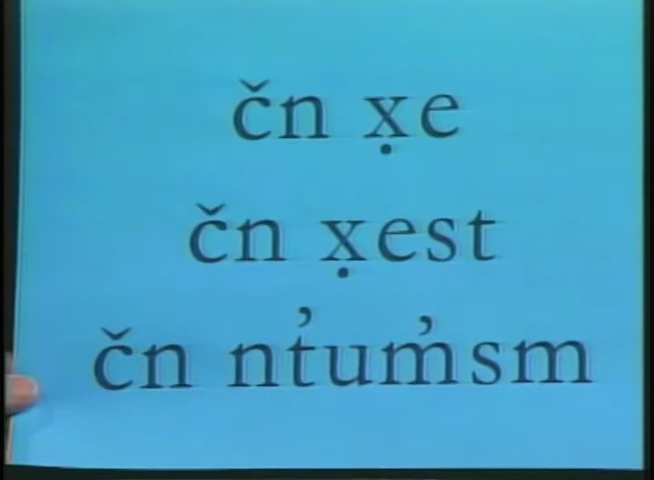 čn x̣e
čn x̣est
čn nt̓um̓sm